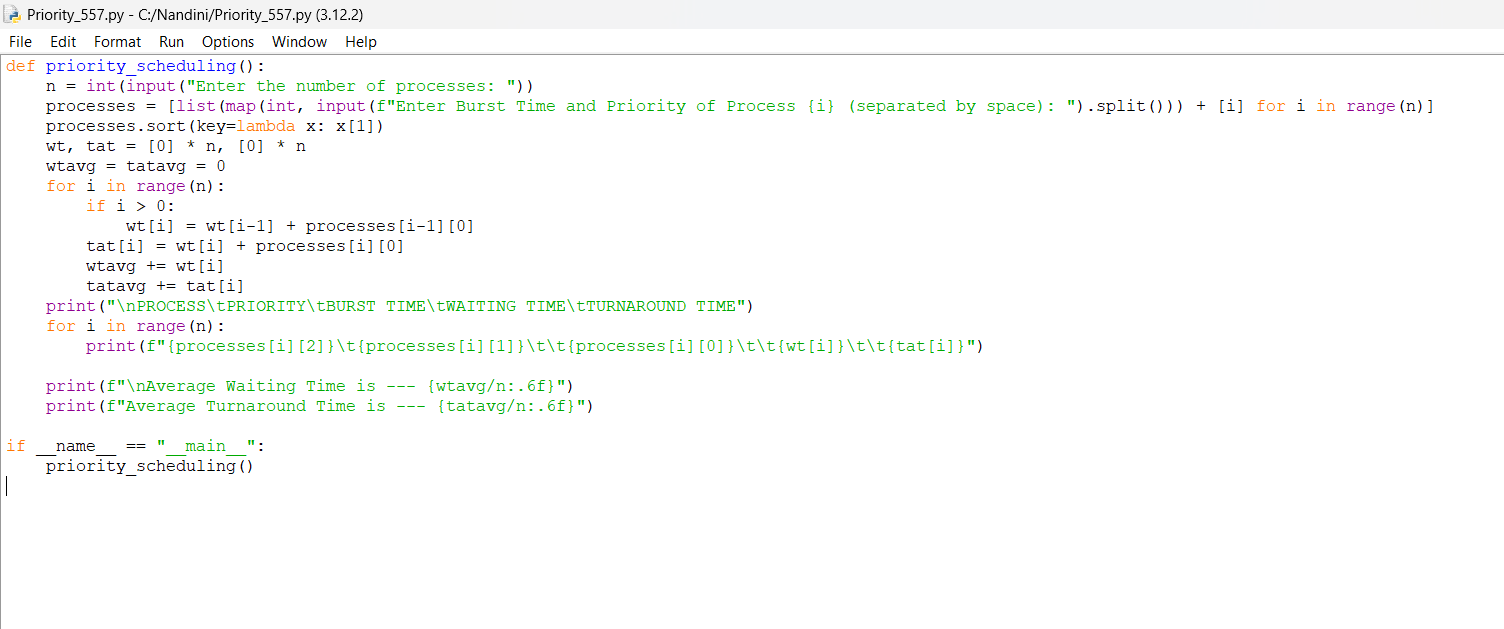 Priority_557.py - C:/Nandini/Priority_557.py (3.12.2)
File Edit Format Run Options Window Help
def priority_scheduling():
    n = int(input("Enter the number of processes: "))
    processes = [list(map(int, input(f"Enter Burst Time and Priority of Process {i} (separated by space): ").split())) + [i] for i in range(n)]
    processes.sort(key=lambda x: x[1])
    wt, tat = [0] * n, [0] * n
    wtavg = tatavg = 0
    for i in range(n):
        if i > 0:
            wt[i] = wt[i-1] + processes[i-1][0]
        tat[i] = wt[i] + processes[i][0]
        wtavg += wt[i]
        tatavg += tat[i]
    print("\nPROCESS\tPRIORITY\tBURST TIME\tWAITING TIME\tTURNAROUND TIME")
    for i in range(n):
        print(f"{processes[i][2]}\t{processes[i][1]}\t\t{processes[i][0]}\t\t{wt[i]}\t\t{tat[i]}")
    print(f"\nAverage Waiting Time is --- {wtavg/n:.6f}")
    print(f"Average Turnaround Time is --- {tatavg/n:.6f}")
if __name__ == "__main__":
    priority_scheduling()